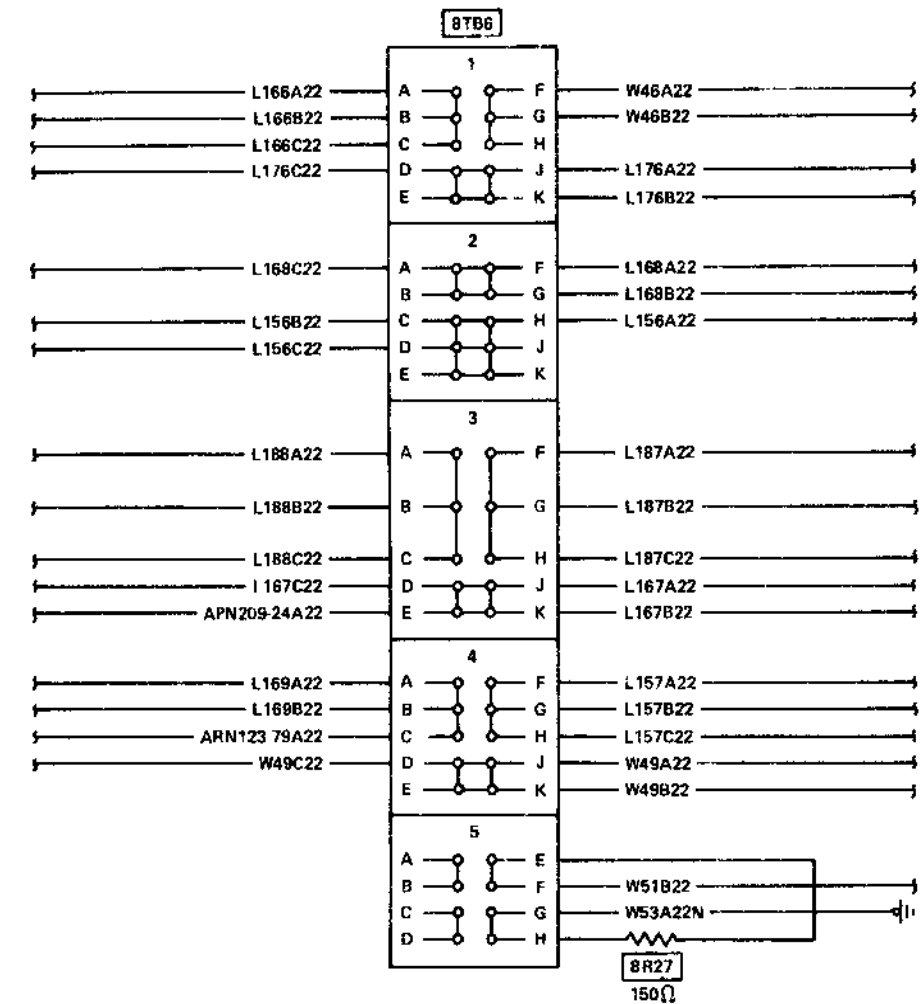 8TB6
1
L166A22 A F W46A22
L166B22 B G W46B22
L166C22 C H
L176C22 D J L176A22
E K L176B22
2
L168C22 A F L168A22
B G L168B22
L156B22 C H L156A22
L156C22 D J
E K
3
L188A22 A F L187A22
L188B22 B G L187B22
L188C22 C H L187C22
L167C22 D J L167A22
APN209-24A22 E K L167B22
4
L169A22 A F L157A22
L169B22 B G L157B22
ARN123 79A22 C H L157C22
W49C22 D J W49A22
E K W49B22
5
A E
B F W51B22
C G W53A22N
D H
8R27
150Ω